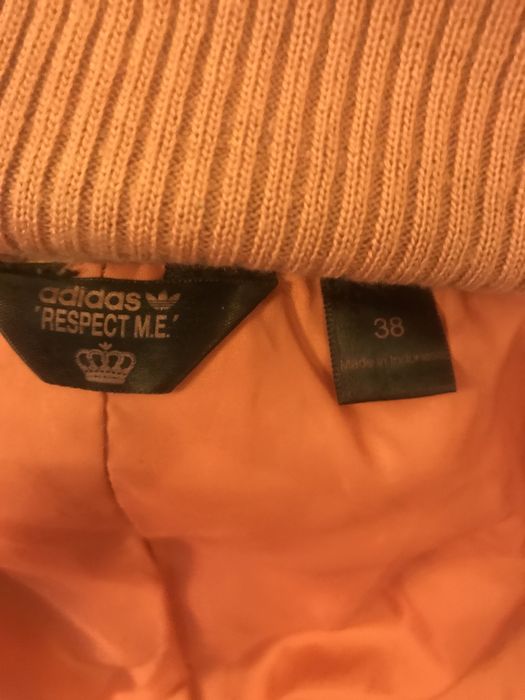 adidas
'RESPECT M.E.'
38
Made in Indonesia